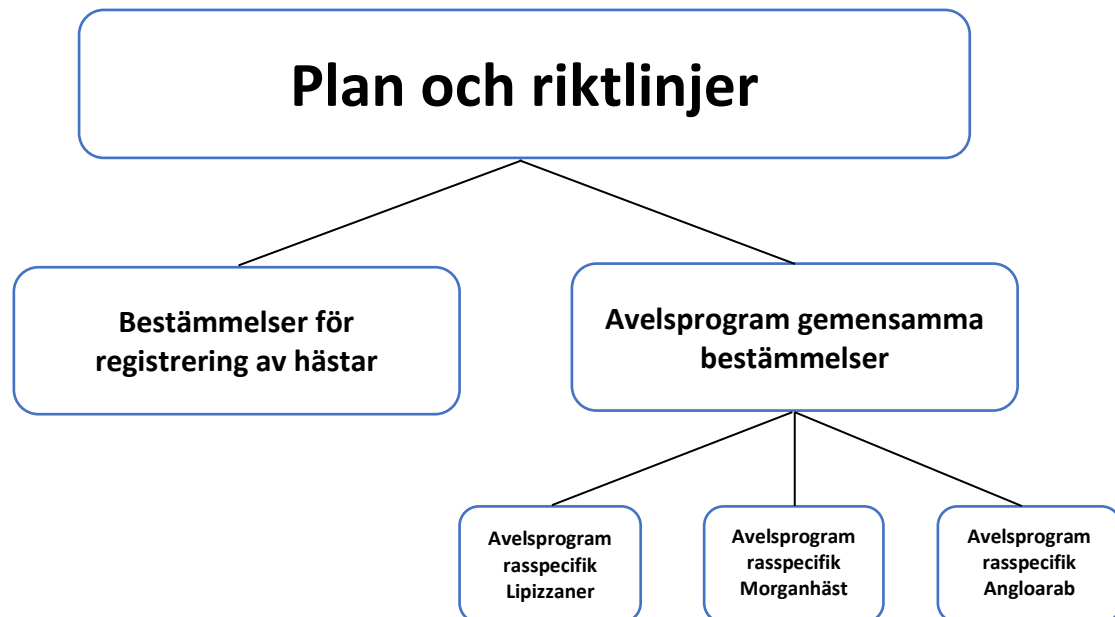 Plan och riktlinjer
Bestämmelser för
registrering av hästar
Avelsprogram gemensamma
bestämmelser
Avelsprogram
rasspecifik
Lipizzaner
Avelsprogram
rasspecifik
Morganhäst
Avelsprogram
rasspecifik
Angloarab